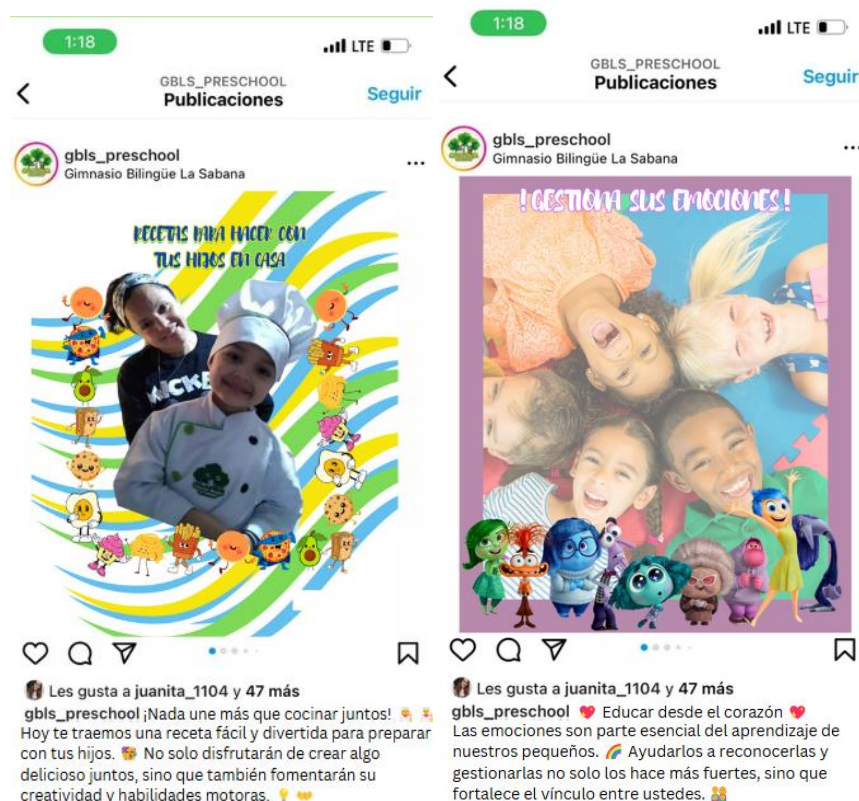 1:18
LTE
GBLS_PRESCHOOL
Publicaciones
Seguir
gbls_preschool
Gimnasio Bilingüe La Sabana
RECETAS PARA HACER CON
TUS HIJOS EN CASA
KICKE
Les gusta a juanita_1104 y 47 más
gbls_preschool ¡Nada une más que cocinar juntos! 👩‍🍳 👨‍🍳
Hoy te traemos una receta fácil y divertida para preparar
con tus hijos. 🥳 No solo disfrutarán de crear algo
delicioso juntos, sino que también fomentarán su
creatividad y habilidades motoras. 💡 👐
1:18
LTE
GBLS_PRESCHOOL
Publicaciones
Seguir
gbls_preschool
Gimnasio Bilingüe La Sabana
! GESTIONA SUS EMOCIONES !
Les gusta a juanita_1104 y 47 más
gbls_preschool 💖 Educar desde el corazón 💖
Las emociones son parte esencial del aprendizaje de
nuestros pequeños. 🌈 Ayudarlos a reconocerlas y
gestionarlas no solo los hace más fuertes, sino que
fortalece el vínculo entre ustedes. 👫